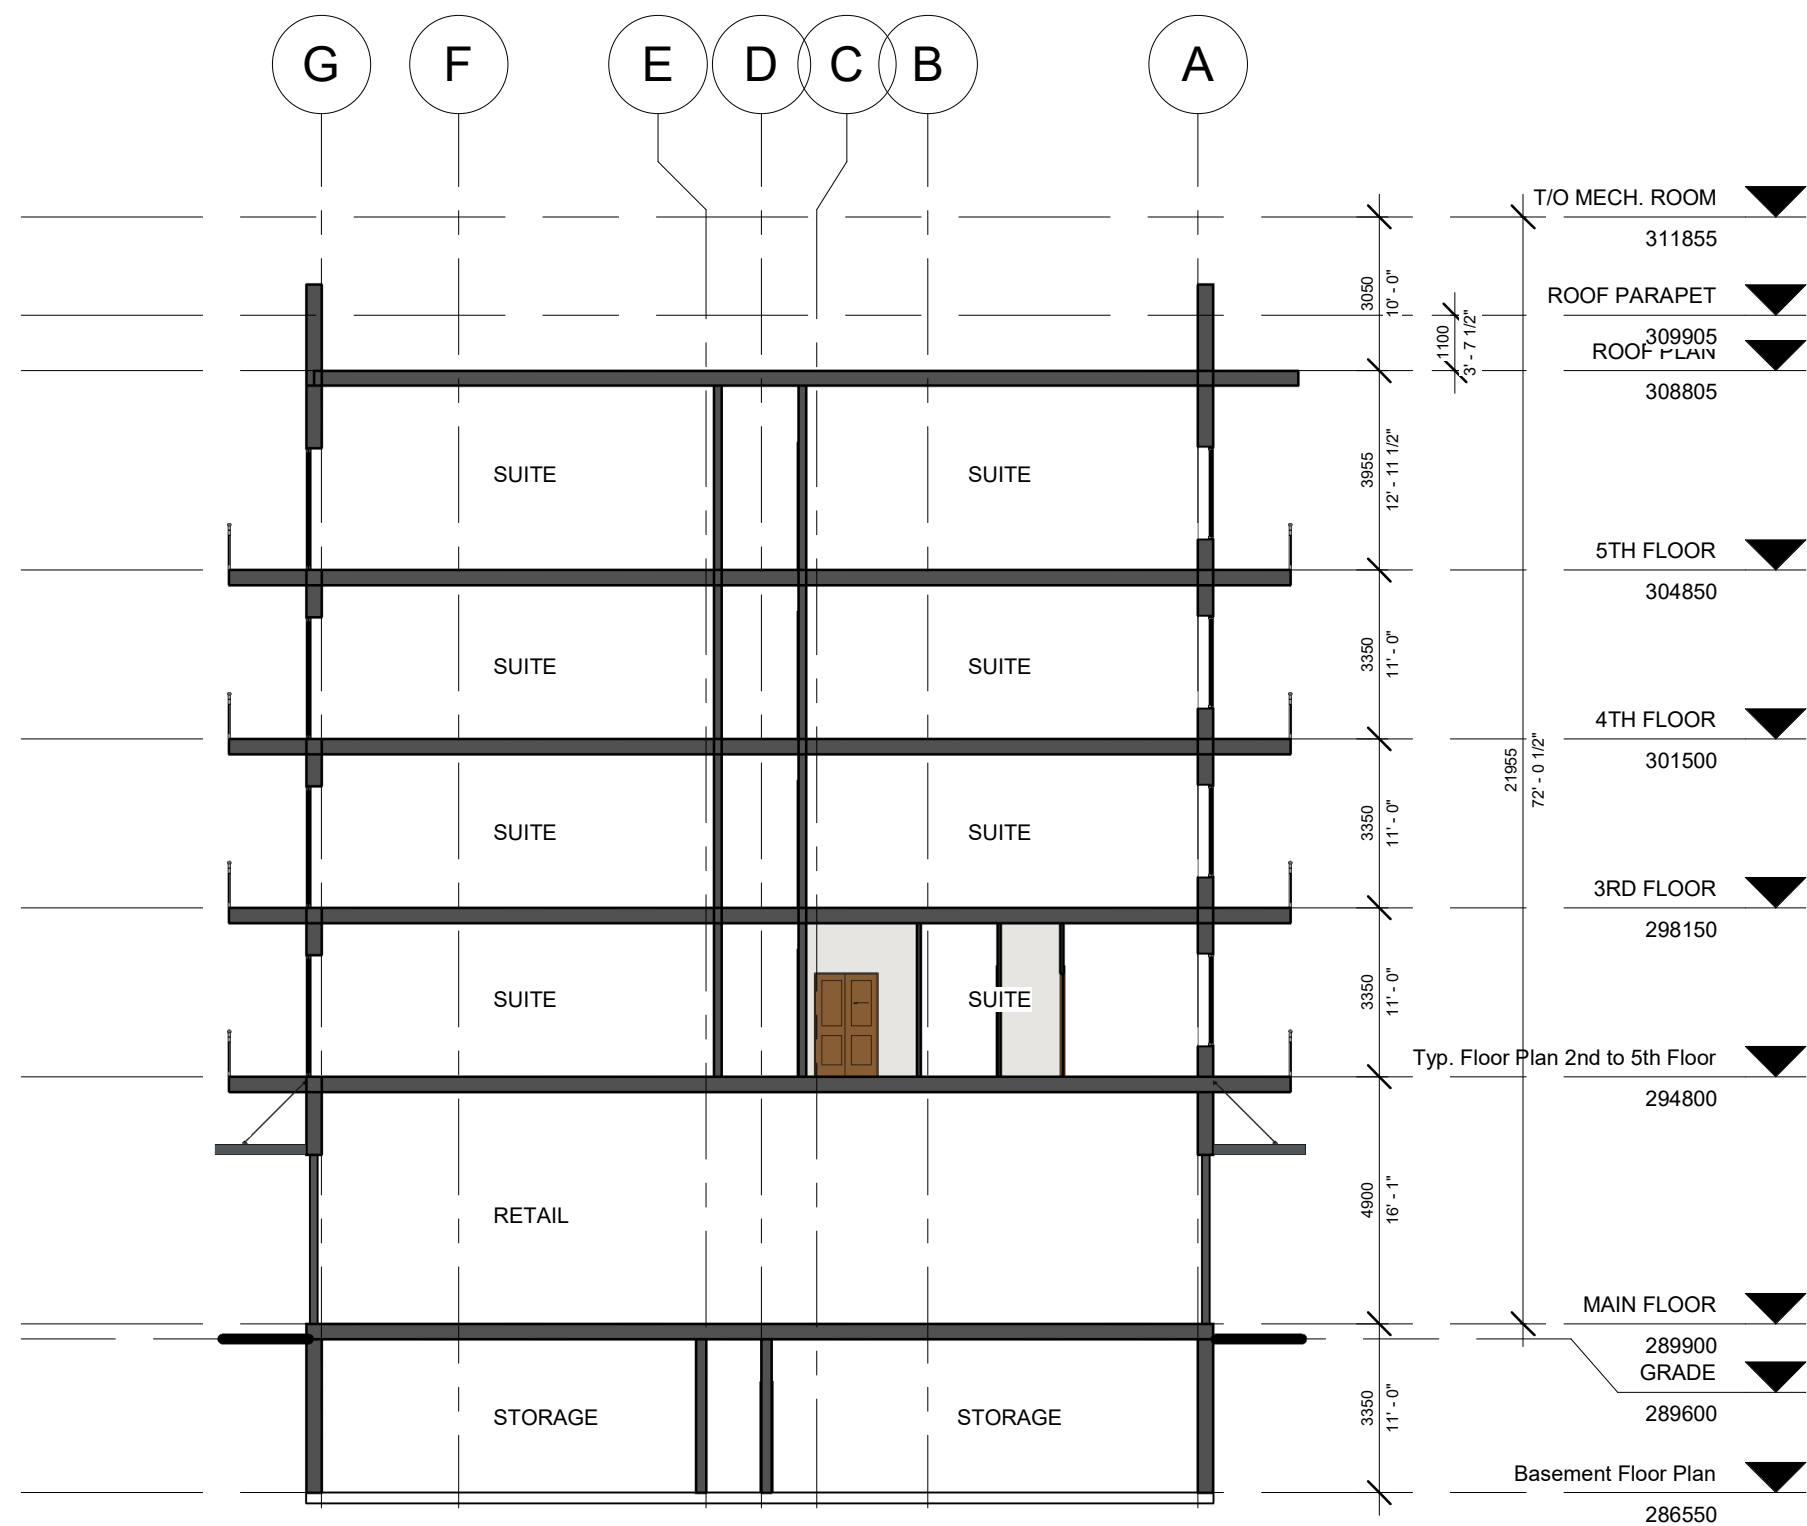 G F E D C B A
T/O MECH. ROOM
311855
3050
10' - 0"
ROOF PARAPET
309905
1100
3' - 7 1/2"
ROOF PLAN
308805
SUITE SUITE
3955
12' - 11 1/2"
5TH FLOOR
304850
SUITE SUITE
3350
11' - 0"
4TH FLOOR
301500
21955
72' - 0 1/2"
SUITE SUITE
3350
11' - 0"
3RD FLOOR
298150
SUITE SUITE
3350
11' - 0"
Typ. Floor Plan 2nd to 5th Floor
294800
RETAIL
4900
16' - 1"
MAIN FLOOR
289900
GRADE
289600
STORAGE STORAGE
3350
11' - 0"
Basement Floor Plan
286550